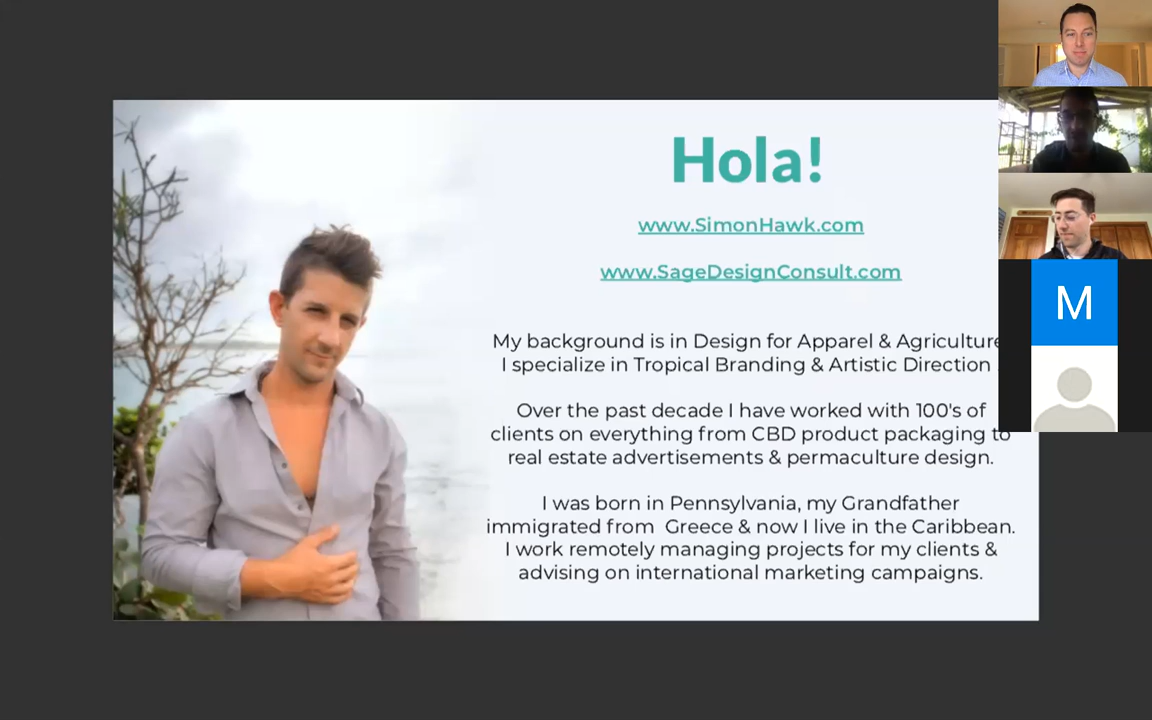 Hola!
www.SimonHawk.com
www.SageDesignConsult.com
My background is in Design for Apparel & Agriculture
I specialize in Tropical Branding & Artistic Direction
Over the past decade I have worked with 100's of
clients on everything from CBD product packaging to
real estate advertisements & permaculture design.
I was born in Pennsylvania, my Grandfather
immigrated from Greece & now I live in the Caribbean.
I work remotely managing projects for my clients &
advising on international marketing campaigns.
M